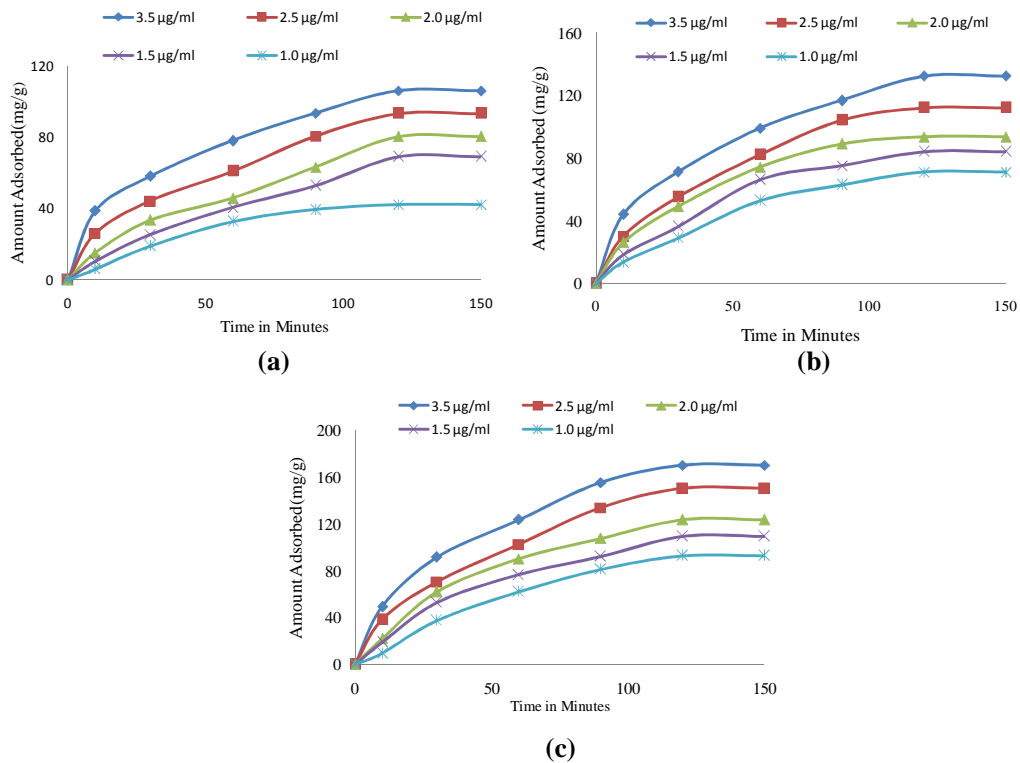 3.5 µg/ml 2.5 µg/ml 2.0 µg/ml
1.5 µg/ml 1.0 µg/ml
Amount Adsorbed(mg/g)
120
80
40
0
0 50 100 150
Time in Minutes
(a)
3.5 µg/ml 2.5 µg/ml 2.0 µg/ml
1.5 µg/ml 1.0 µg/ml
Amount Adsorbed (mg/g)
160
120
80
40
0
0 50 100 150
Time in Minutes
(b)
3.5 µg/ml 2.5 µg/ml 2.0 µg/ml
1.5 µg/ml 1.0 µg/ml
Amount Adsorbed(mg/g)
200
160
120
80
40
0
0 50 100 150
Time in Minutes
(c)